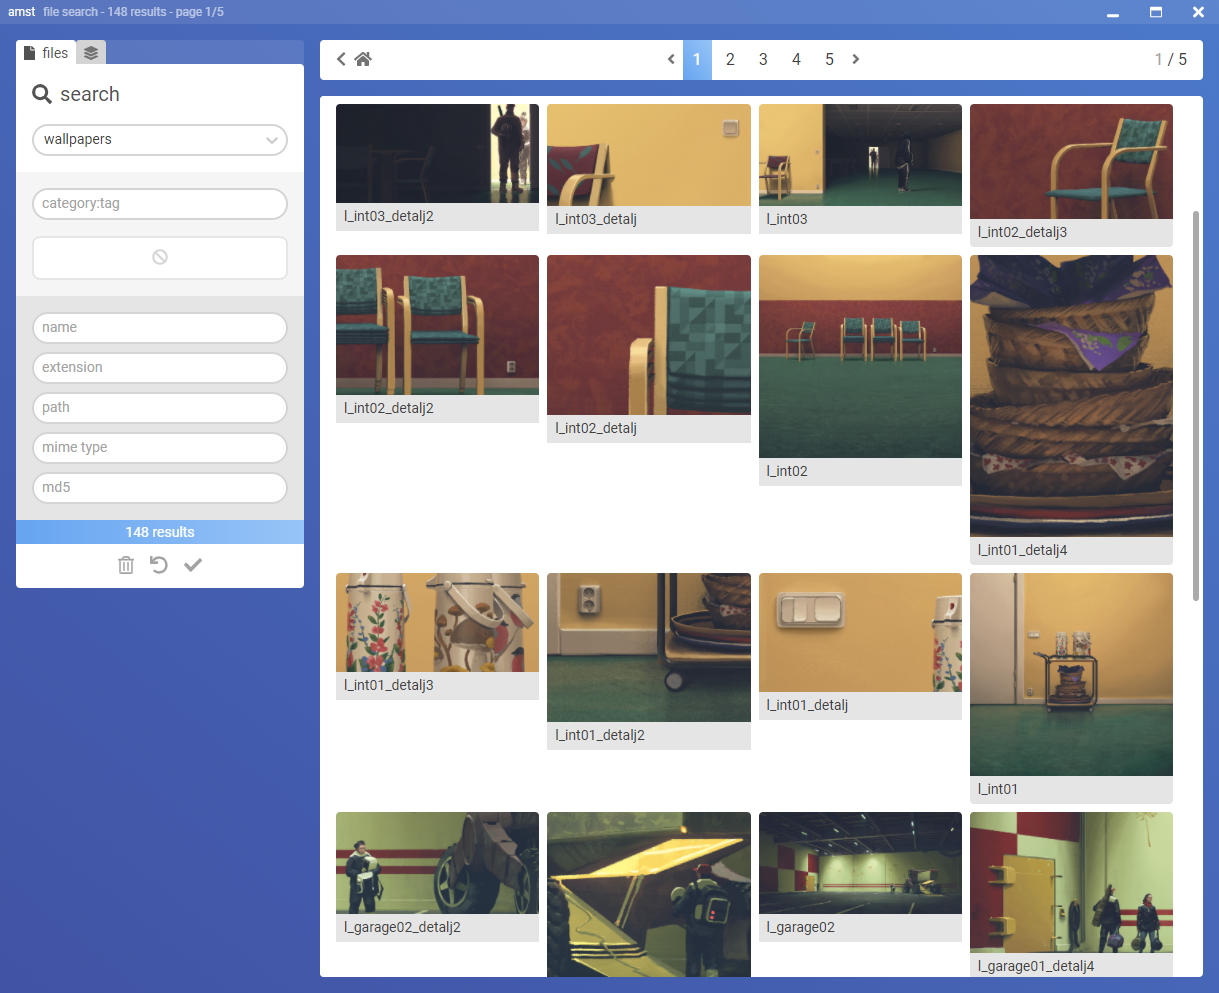 amst file search - 148 results - page 1/5
files
search
wallpapers
category:tag
name
extension
path
mime type
md5
148 results
1 2 3 4 5
1 / 5
l_int03_detalj2
l_int03_detalj
l_int03
l_int02_detalj3
l_int02_detalj2
l_int02_detalj
l_int02
l_int01_detalj4
l_int01_detalj3
l_int01_detalj2
l_int01_detalj
l_int01
l_garage02_detalj2
l_garage02
l_garage01_detalj4